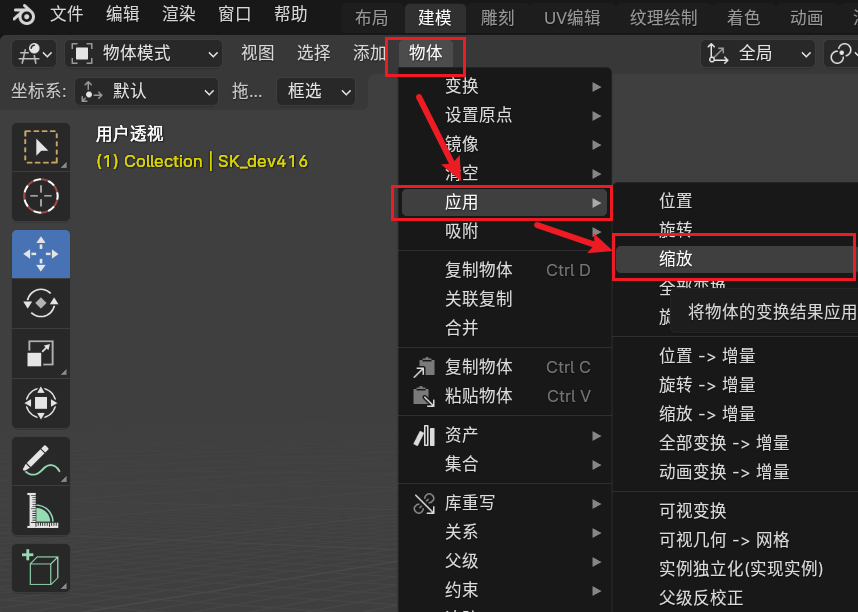 文件 编辑 渲染 窗口 帮助 布局 建模 雕刻 UV编辑 纹理绘制 着色 动画
物体模式 视图 选择 添加 物体 全局
坐标系: 默认 拖... 框选
用户透视
(1) Collection | SK_dev416
变换
设置原点
镜像
清空
应用
吸附
复制物体 Ctrl D
关联复制
合并
复制物体 Ctrl C
粘贴物体 Ctrl V
资产
集合
库重写
关系
父级
约束
位置
旋转
缩放
全部变换
旋
将物体的变换结果应用
位置 -> 增量
旋转 -> 增量
缩放 -> 增量
全部变换 -> 增量
动画变换 -> 增量
可视变换
可视几何 -> 网格
实例独立化(实现实例)
父级反校正